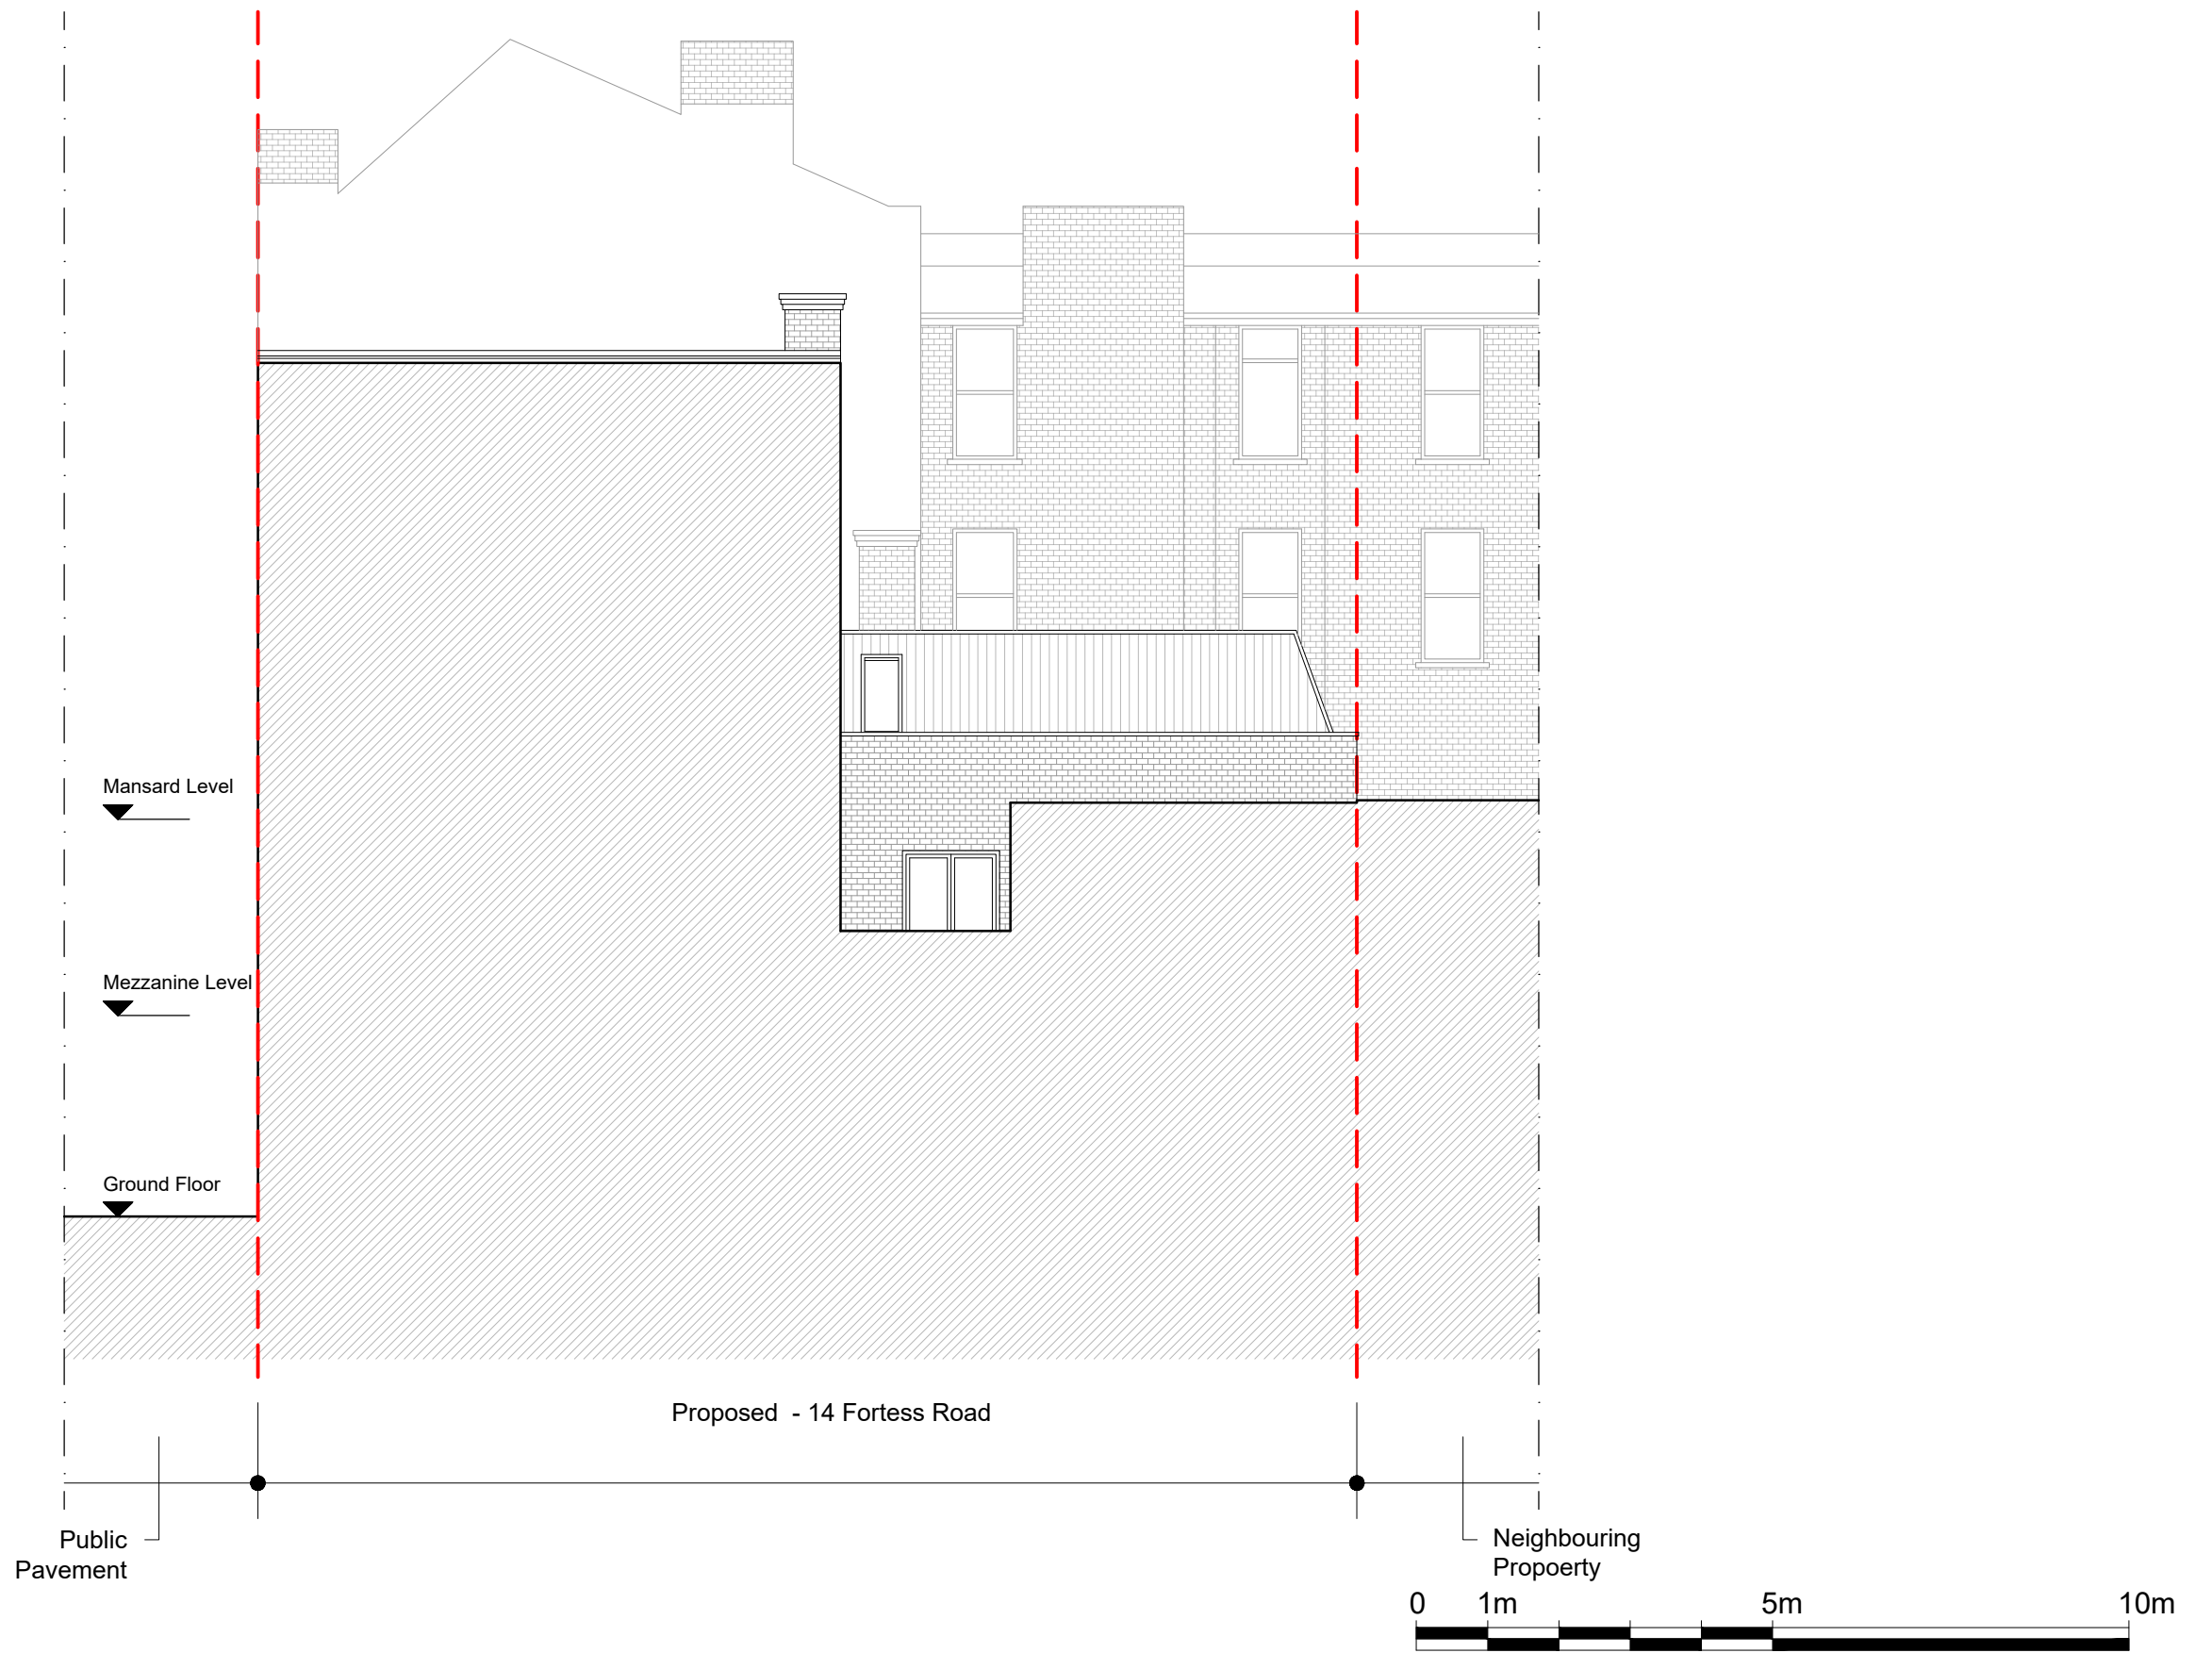 Mansard Level
Mezzanine Level
Ground Floor
Proposed - 14 Fortess Road
Public
Pavement
Neighbouring
Propoerty
0 1m 5m 10m